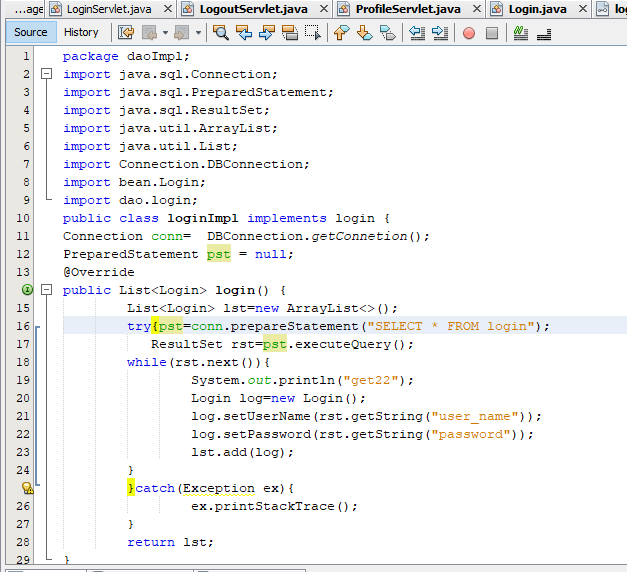 ...age LoginServlet.java LogoutServlet.java ProfileServlet.java Login.java
Source History
1 package daoImpl;
2 import java.sql.Connection;
3 import java.sql.PreparedStatement;
4 import java.sql.ResultSet;
5 import java.util.ArrayList;
6 import java.util.List;
7 import Connection.DBConnection;
8 import bean.Login;
9 import dao.login;
10 public class loginImpl implements login {
11 Connection conn=  DBConnection.getConnetion();
12 PreparedStatement pst = null;
13 @Override
public List<Login> login() {
15 List<Login> lst=new ArrayList<>();
16 try{pst=conn.prepareStatement("SELECT * FROM login");
17 ResultSet rst=pst.executeQuery();
18 while(rst.next()){
19 System.out.println("get22");
20 Login log=new Login();
21 log.setUserName(rst.getString("user_name"));
22 log.setPassword(rst.getString("password"));
23 lst.add(log);
24 }
}catch(Exception ex){
26 ex.printStackTrace();
27 }
28 return lst;
29 }